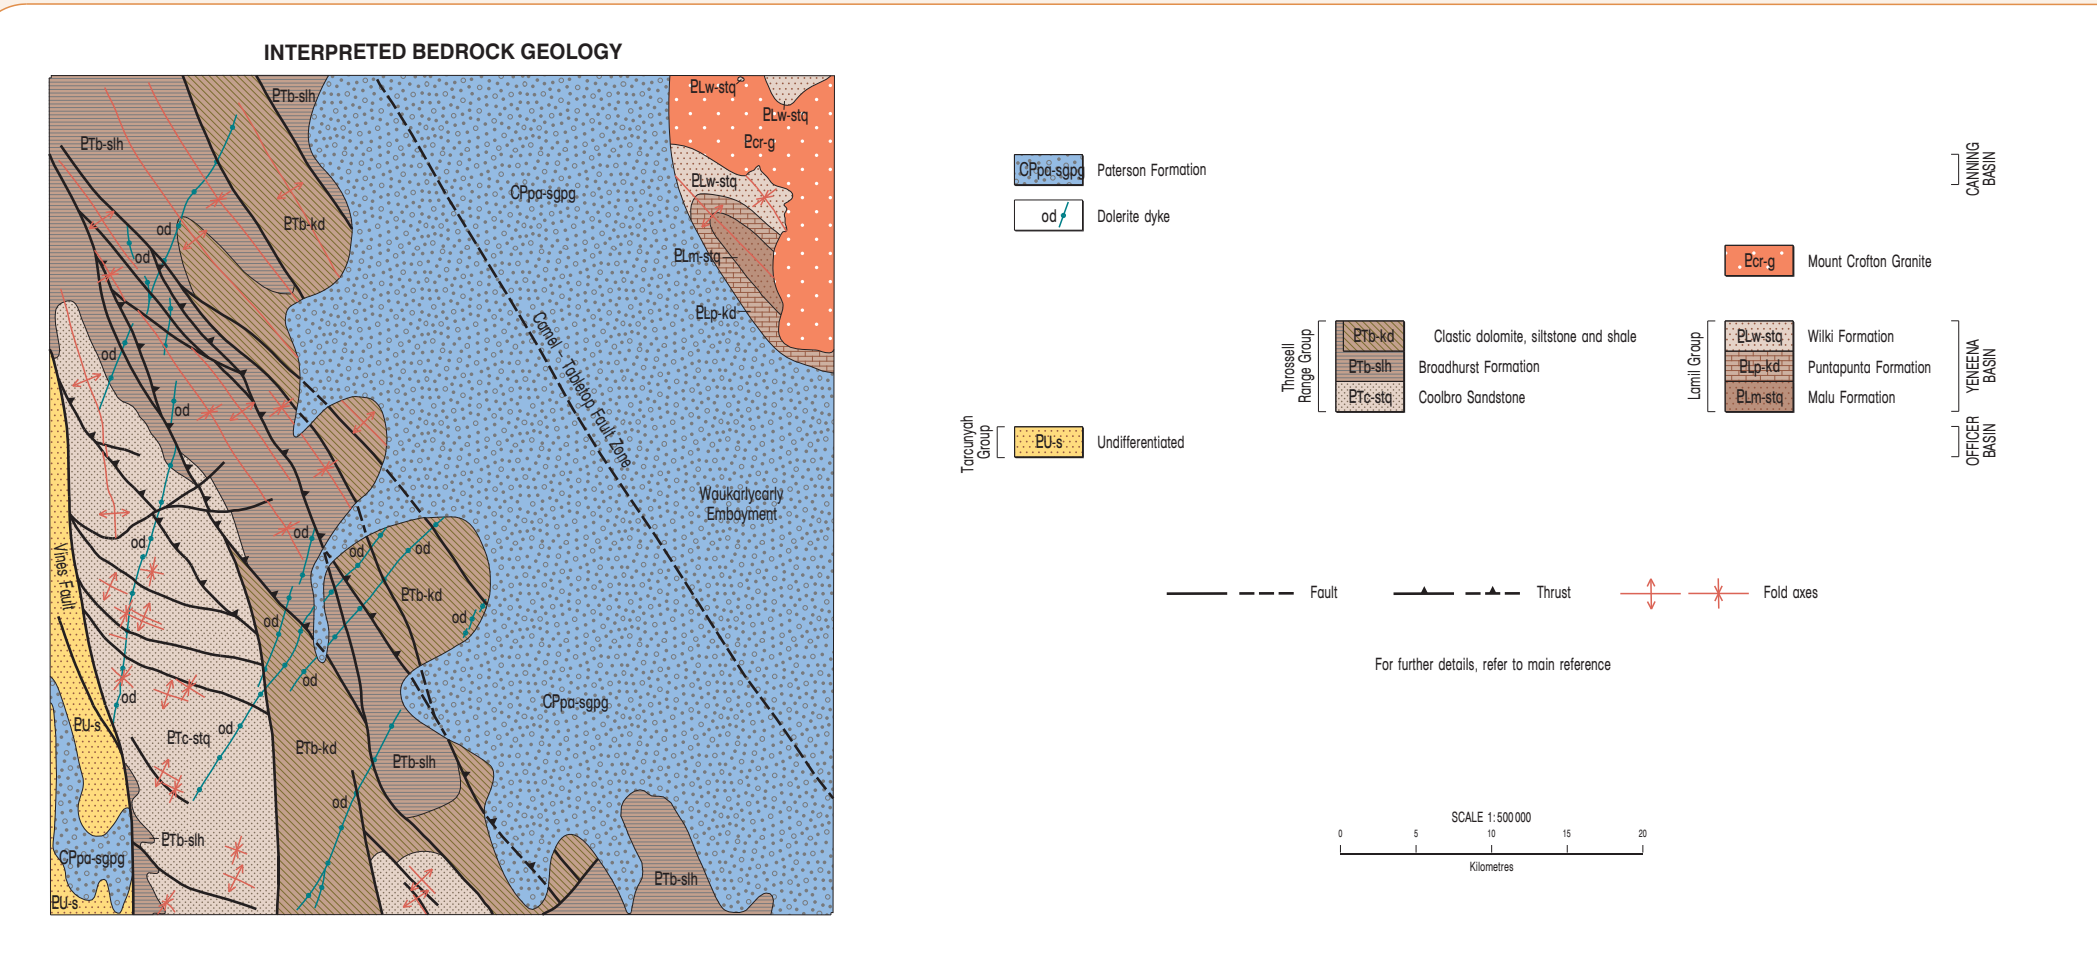 INTERPRETED BEDROCK GEOLOGY
PTb-slh
PLw-stq
PLw-stq
PTb-slh
Pcr-g
PLw-stq
CPpa-sgpg
PTb-kd
od
od
PLm-stq
PLp-kd
Camel - Tabletop Fault Zone
od
od
Waukarlycarly
Embayment
od
od
od
od
Vines Fault
PTb-kd
od
od
od
od
CPpa-sgpg
PU-s
od
PTc-stq
PTb-kd
PTb-slh
od
PTb-slh
CPpa-sgpg
PTb-slh
PU-s
CPpa-sgpg Paterson Formation
CANNING
BASIN
od Dolerite dyke
Pcr-g Mount Crofton Granite
Throssell
Range Group
PTb-kd Clastic dolomite, siltstone and shale
PTb-slh Broadhurst Formation
PTc-stq Coolbro Sandstone
Lamil Group
PLw-stq Wilki Formation
PLp-kd Puntapunta Formation
PLm-stq Malu Formation
YENEENA
BASIN
Tarcunyah
Group
PU-s Undifferentiated
OFFICER
BASIN
Fault
Thrust
Fold axes
For further details, refer to main reference
SCALE 1:500 000
0 5 10 15 20
Kilometres